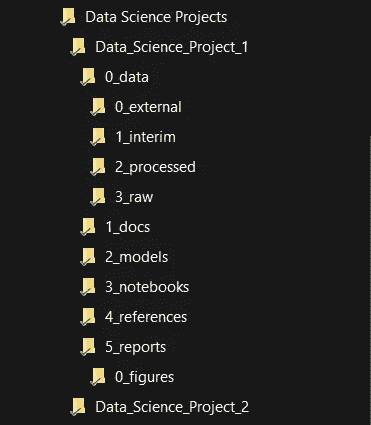 Data Science Projects
Data_Science_Project_1
0_data
0_external
1_interim
2_processed
3_raw
1_docs
2_models
3_notebooks
4_references
5_reports
0_figures
Data_Science_Project_2